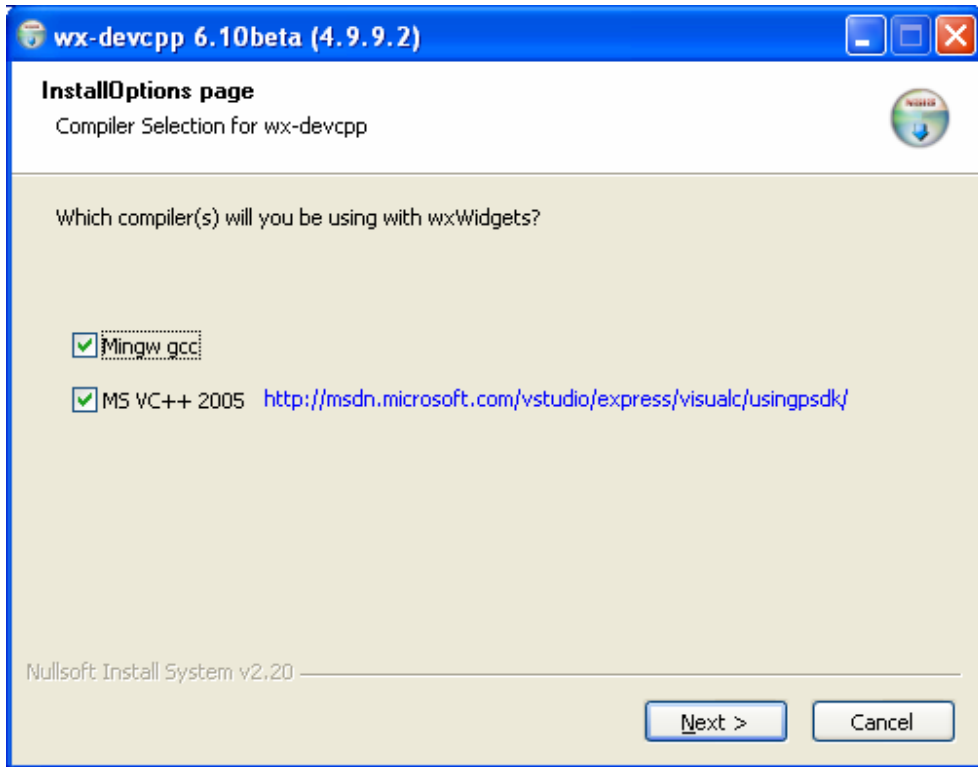 wx-devcpp 6.10beta (4.9.9.2)
InstallOptions page
Compiler Selection for wx-devcpp
Which compiler(s) will you be using with wxWidgets?
Mingw gcc
MS VC++ 2005 http://msdn.microsoft.com/vstudio/express/visualc/usingpsdk/
Nullsoft Install System v2.20
Next >
Cancel